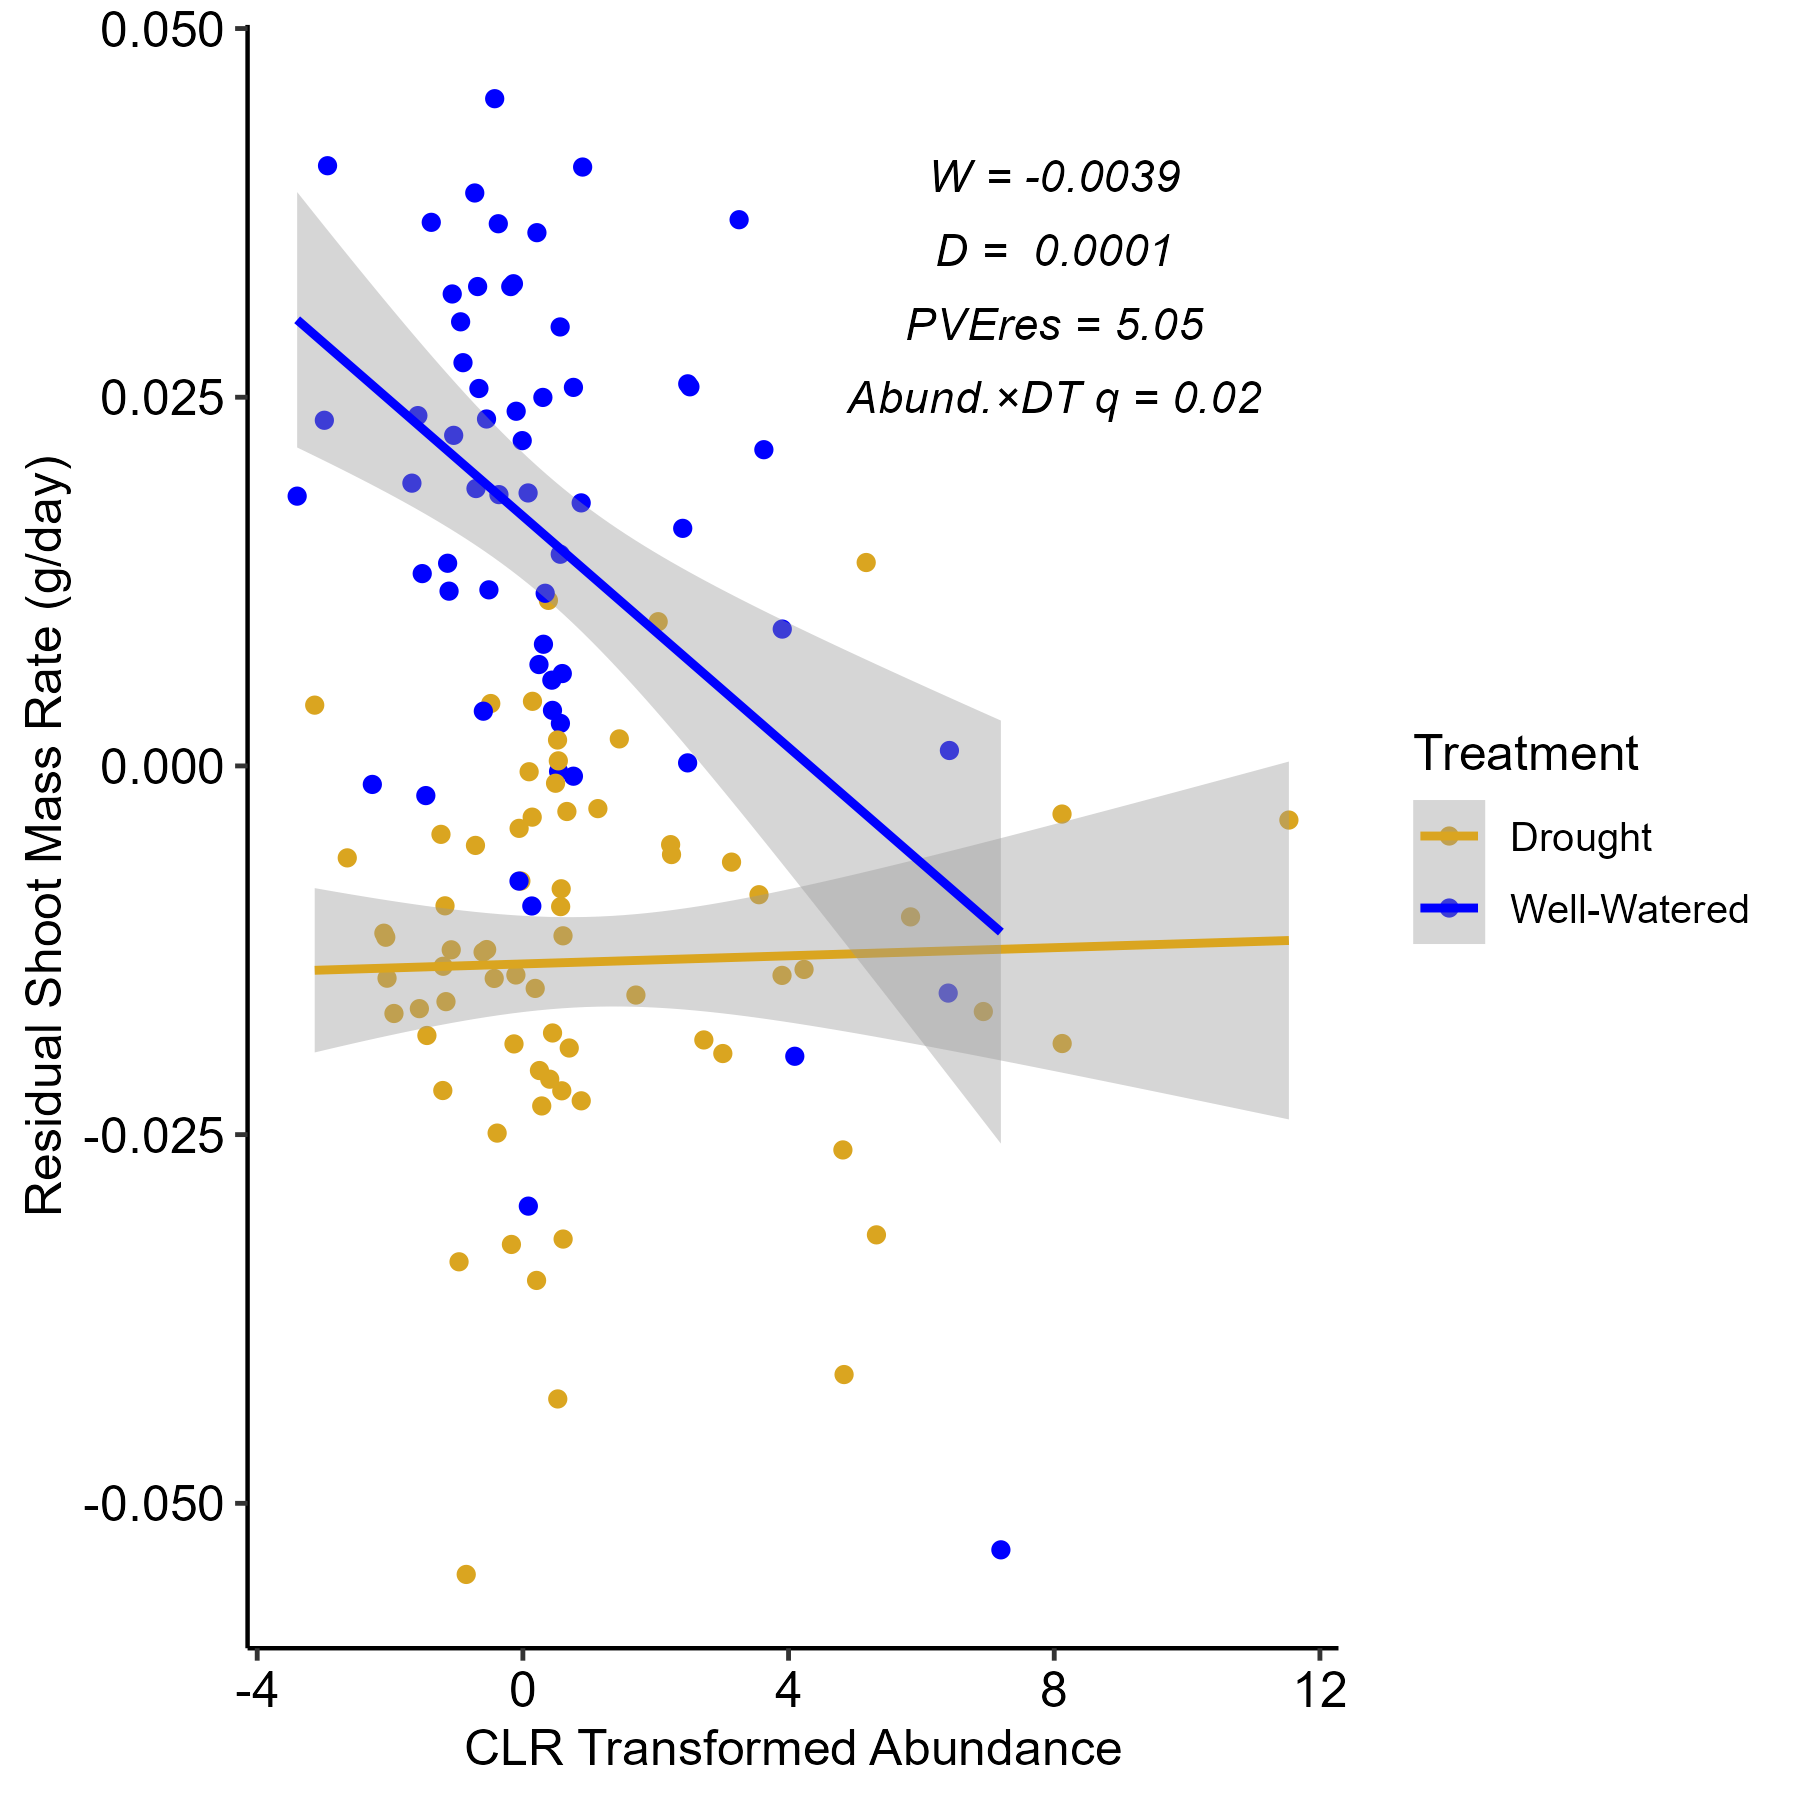 0.050
0.025
0.000
-0.025
-0.050
Residual Shoot Mass Rate (g/day)
W = -0.0039
D = 0.0001
PVEres = 5.05
Abund.×DT q = 0.02
Treatment
Drought
Well-Watered
-4 0 4 8 12
CLR Transformed Abundance